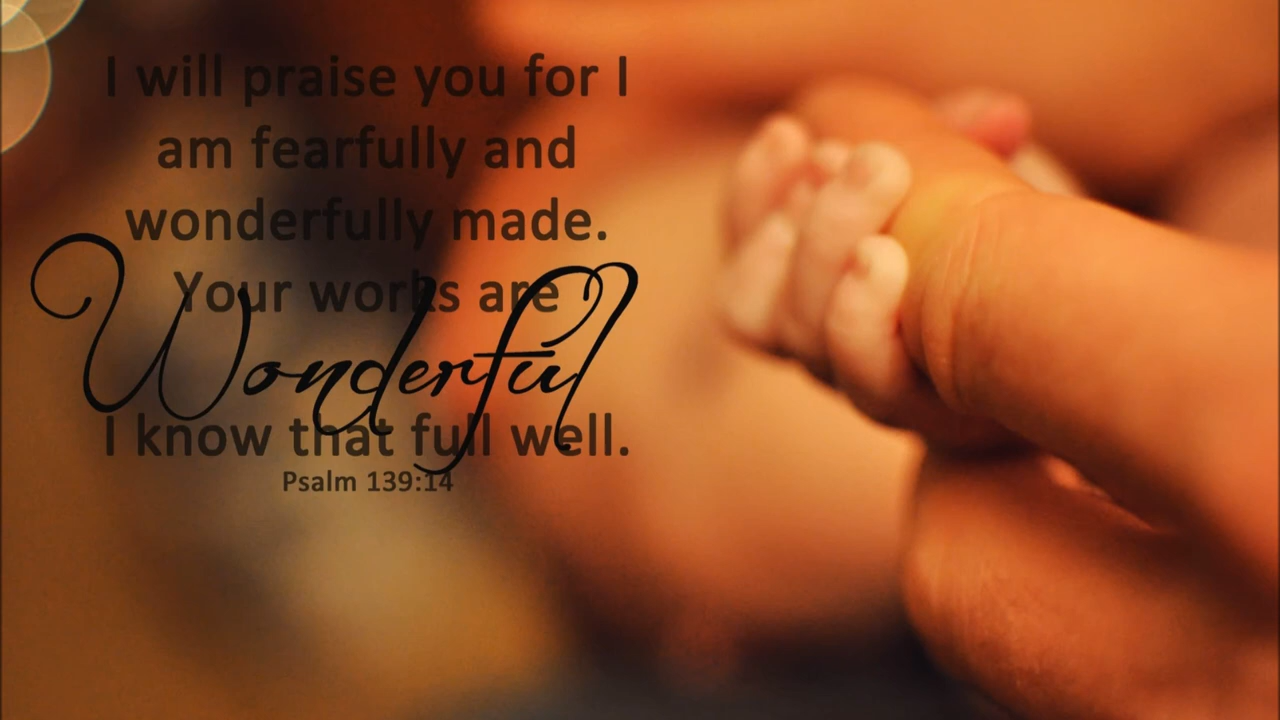 I will praise you for I
am fearfully and
wonderfully made.
Your works are
Wonderful
I know that full well.
Psalm 139:14